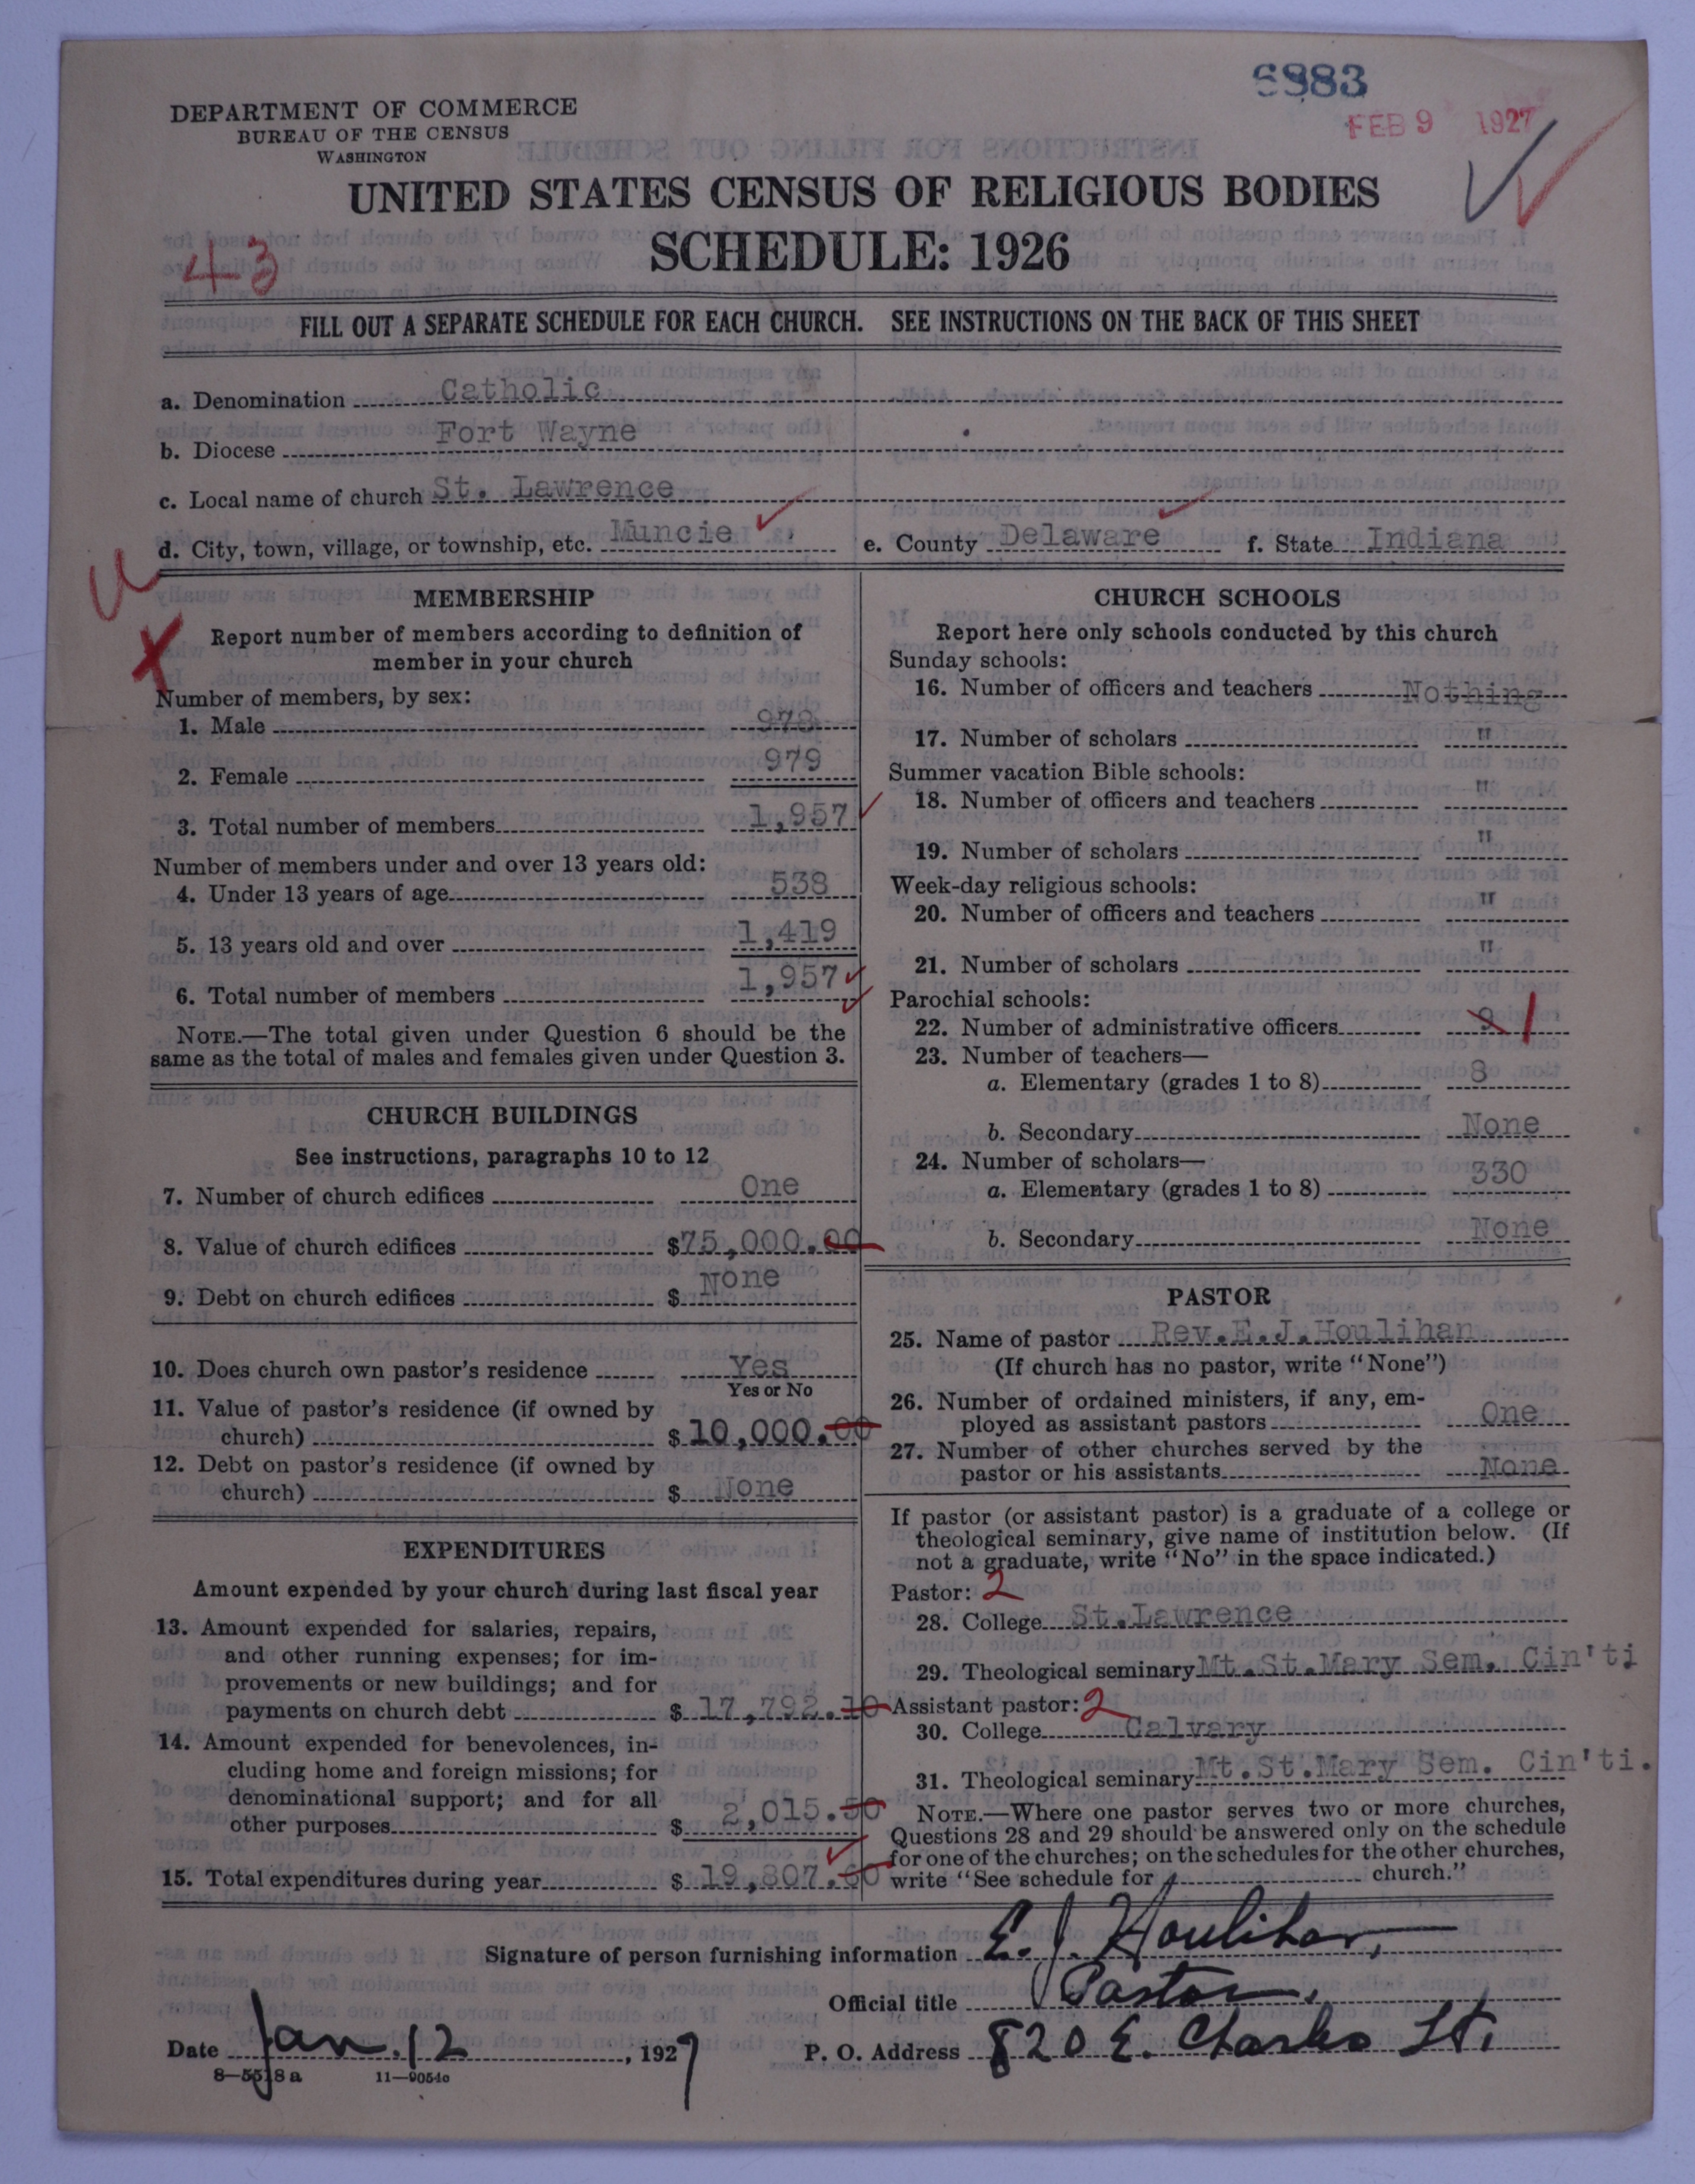 6983
FEB 9 1927
DEPARTMENT OF COMMERCE
BUREAU OF THE CENSUS
WASHINGTON
UNITED STATES CENSUS OF RELIGIOUS BODIES
SCHEDULE: 1926
43
FILL OUT A SEPARATE SCHEDULE FOR EACH CHURCH. SEE INSTRUCTIONS ON THE BACK OF THIS SHEET
a. Denomination Catholic
b. Diocese Fort Wayne
c. Local name of church St. Lawrence
d. City, town, village, or township, etc. Muncie e. County Delaware f. State Indiana
MEMBERSHIP
Report number of members according to definition of
member in your church
Number of members, by sex:
1. Male 978
2. Female 979
3. Total number of members 1,957
Number of members under and over 13 years old:
4. Under 13 years of age 538
5. 13 years old and over 1,419
6. Total number of members 1,957
NOTE.—The total given under Question 6 should be the
same as the total of males and females given under Question 3.
CHURCH BUILDINGS
See instructions, paragraphs 10 to 12
7. Number of church edifices One
8. Value of church edifices $75,000.00
9. Debt on church edifices $ None
10. Does church own pastor's residence Yes
Yes or No
11. Value of pastor's residence (if owned by
church) $ 10,000.00
12. Debt on pastor's residence (if owned by
church) $ None
EXPENDITURES
Amount expended by your church during last fiscal year
13. Amount expended for salaries, repairs,
and other running expenses; for im-
provements or new buildings; and for
payments on church debt $ 17,792.10
14. Amount expended for benevolences, in-
cluding home and foreign missions; for
denominational support; and for all
other purposes $ 2,015.50
15. Total expenditures during year $ 19,807.60
CHURCH SCHOOLS
Report here only schools conducted by this church
Sunday schools:
16. Number of officers and teachers Nothing
17. Number of scholars "
Summer vacation Bible schools:
18. Number of officers and teachers "
19. Number of scholars "
Week-day religious schools:
20. Number of officers and teachers "
21. Number of scholars "
Parochial schools:
22. Number of administrative officers 9 1
23. Number of teachers—
a. Elementary (grades 1 to 8) 8
b. Secondary None
24. Number of scholars—
a. Elementary (grades 1 to 8) 330
b. Secondary None
PASTOR
25. Name of pastor Rev.E.J.Houlihan
(If church has no pastor, write "None")
26. Number of ordained ministers, if any, em-
ployed as assistant pastors One
27. Number of other churches served by the
pastor or his assistants None
If pastor (or assistant pastor) is a graduate of a college or
theological seminary, give name of institution below. (If
not a graduate, write "No" in the space indicated.)
Pastor: 2
28. College St.Lawrence
29. Theological seminary Mt.St.Mary Sem. Cin'ti
Assistant pastor: 2
30. College Calvary
31. Theological seminary Mt.St.Mary Sem. Cin'ti.
NOTE.—Where one pastor serves two or more churches,
Questions 28 and 29 should be answered only on the schedule
for one of the churches; on the schedules for the other churches,
write "See schedule for church."
Signature of person furnishing information E. J. Houlihan,
Official title Pastor.
Date Jan. 12, 1927 P. O. Address 820 E. Charles St.
8—5518a 11—9054c